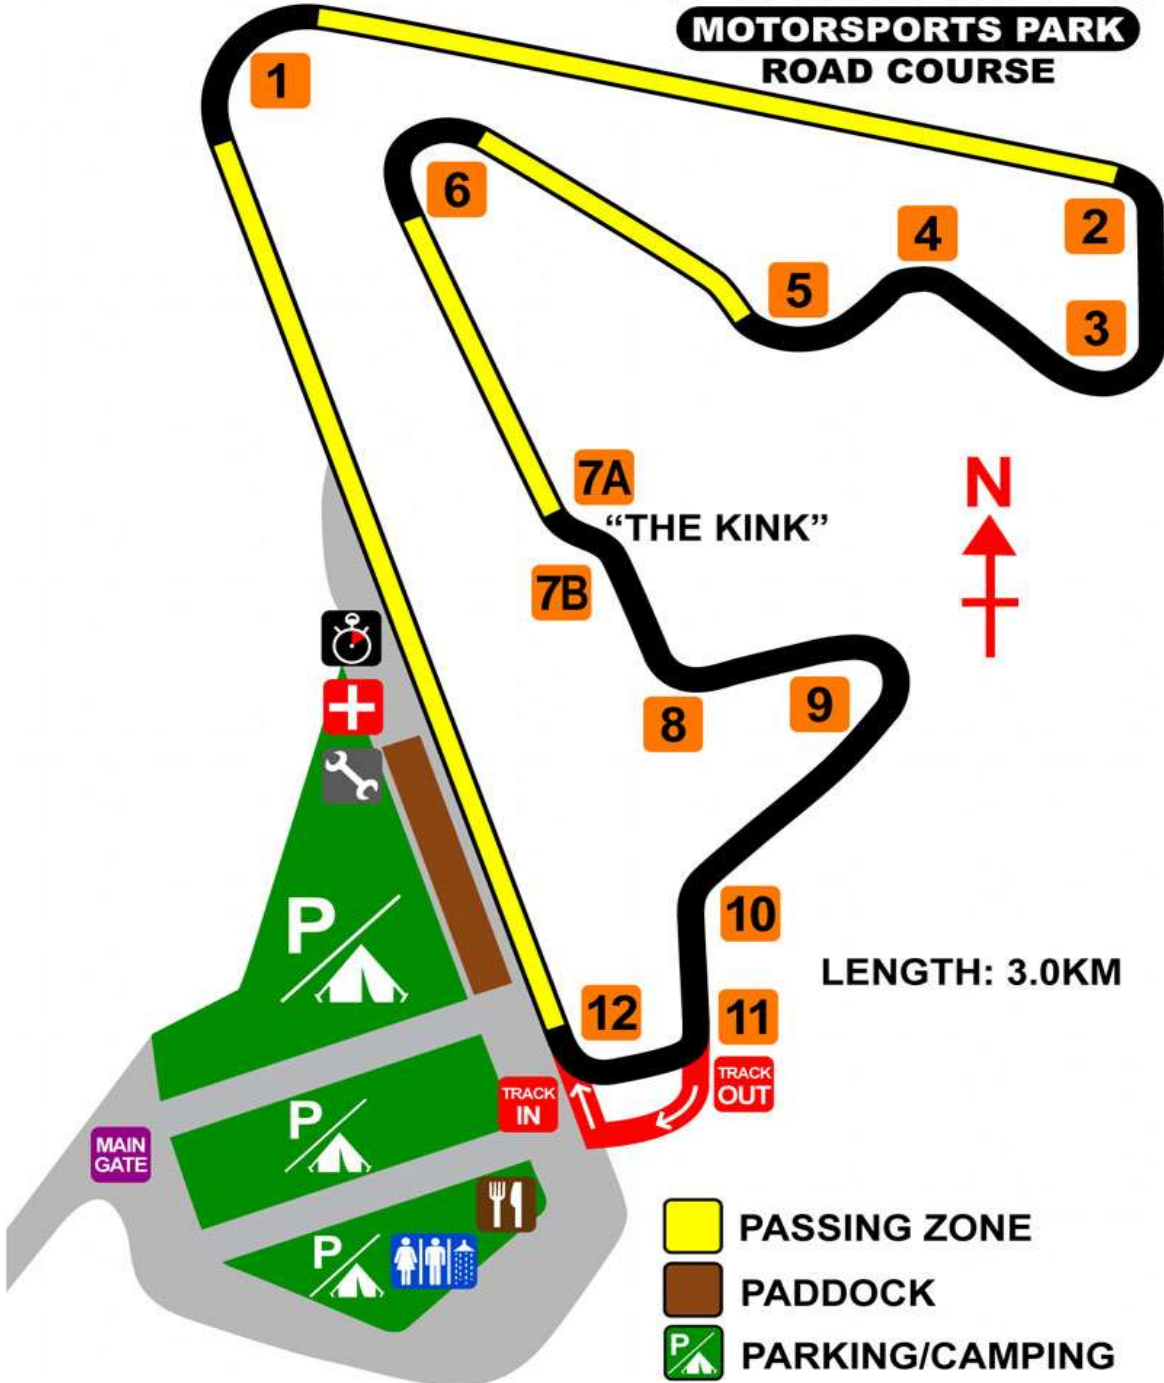 MOTORSPORTS PARK
ROAD COURSE
1
6
2
4
5
3
7A
"THE KINK"
N
7B
9
8
P
10
LENGTH: 3.0KM
12
11
TRACK
OUT
TRACK
IN
P
MAIN
GATE
P
PASSING ZONE
PADDOCK
P
PARKING/CAMPING